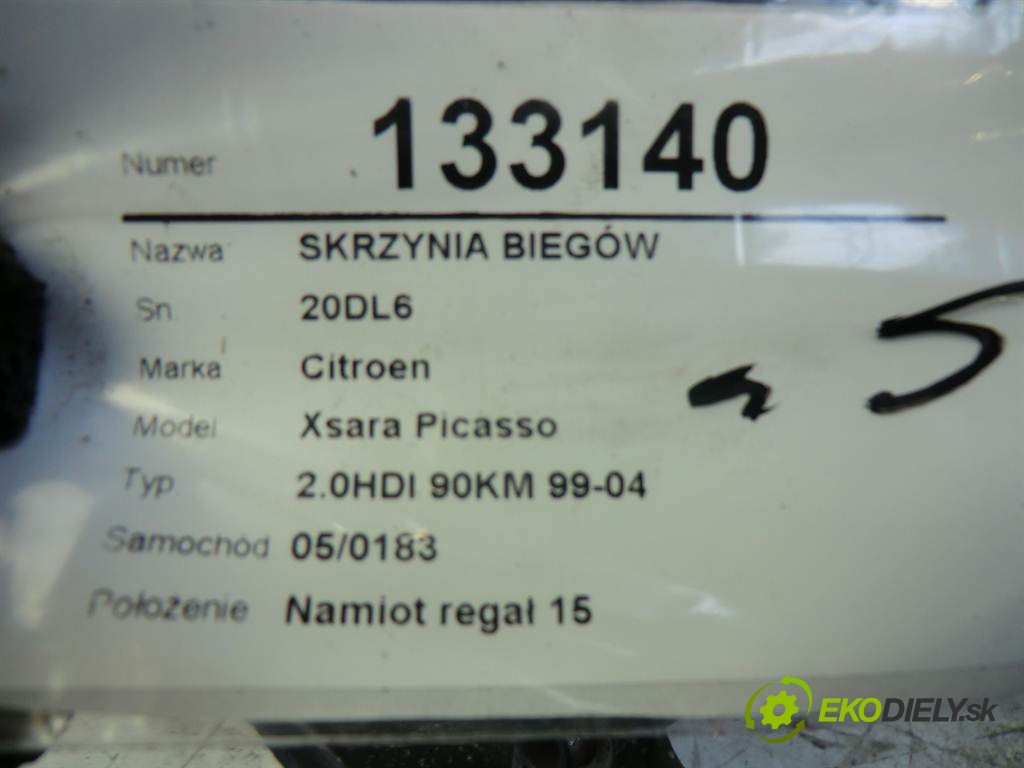 Numer 133140
Nazwa SKRZYNIA BIEGÓW
Sn 20DL6
Marka Citroen
Model Xsara Picasso
Typ 2.0HDI 90KM 99-04
Samochód 05/0183
Położenie Namiot regał 15
5
EKODIELY.sk